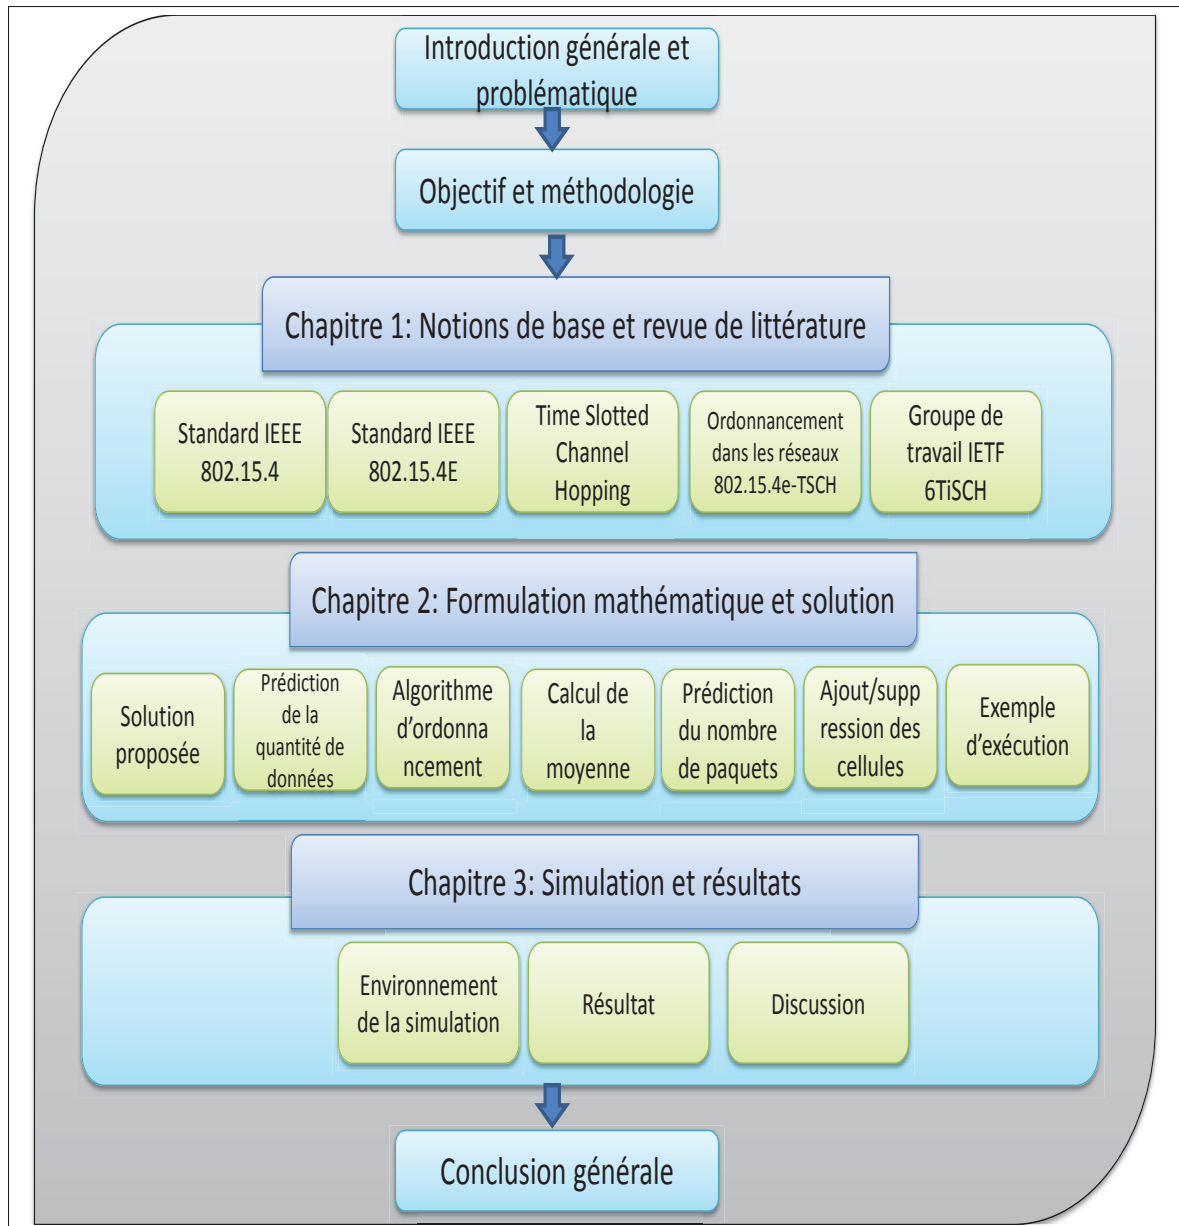 Introduction générale et
problématique
Objectif et méthodologie
Chapitre 1: Notions de base et revue de littérature
Standard IEEE
802.15.4
Standard IEEE
802.15.4E
Time Slotted
Channel
Hopping
Ordonnancement
dans les réseaux
802.15.4e-TSCH
Groupe de
travail IETF
6TiSCH
Chapitre 2: Formulation mathématique et solution
Solution
proposée
Prédiction
de la
quantité de
données
Algorithme
d’ordonna
ncement
Calcul de
la
moyenne
Prédiction
du nombre
de paquets
Ajout/supp
ression des
cellules
Exemple
d’exécution
Chapitre 3: Simulation et résultats
Environnement
de la simulation
Résultat
Discussion
Conclusion générale